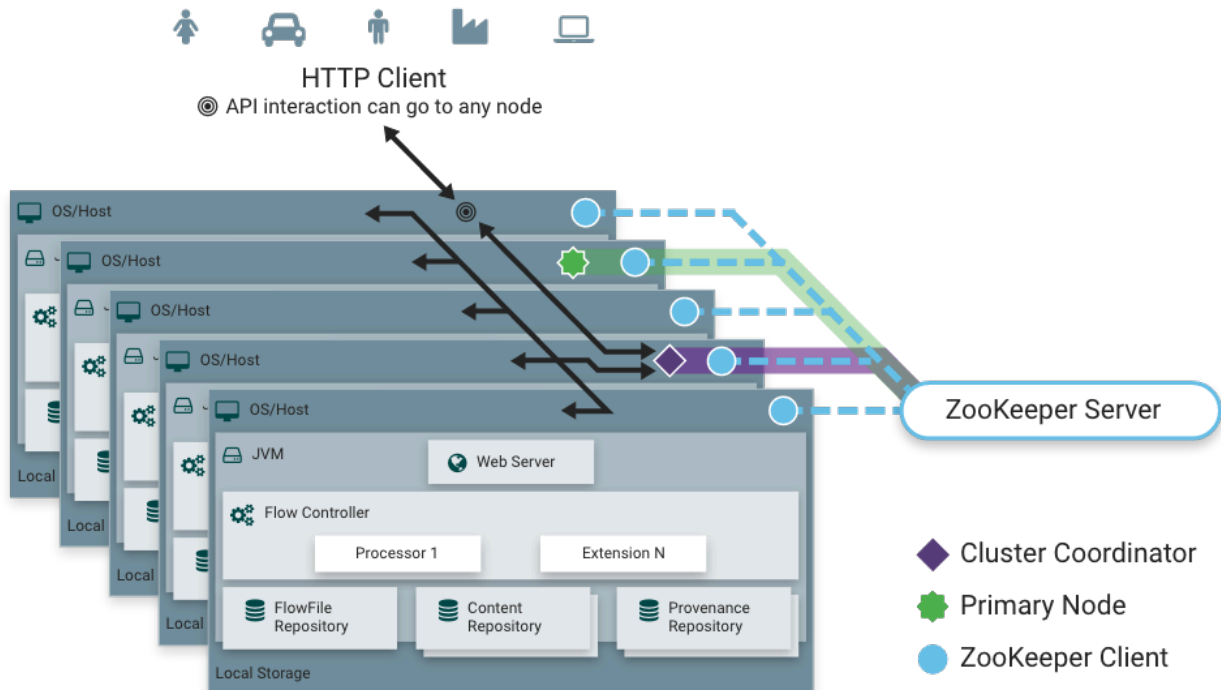 HTTP Client
API interaction can go to any node
OS/Host
OS/Host
OS/Host
OS/Host
OS/Host
JVM
Web Server
Flow Controller
Processor 1
Extension N
FlowFile
Repository
Content
Repository
Provenance
Repository
Local
Local
Local
Local
Local Storage
ZooKeeper Server
Cluster Coordinator
Primary Node
ZooKeeper Client